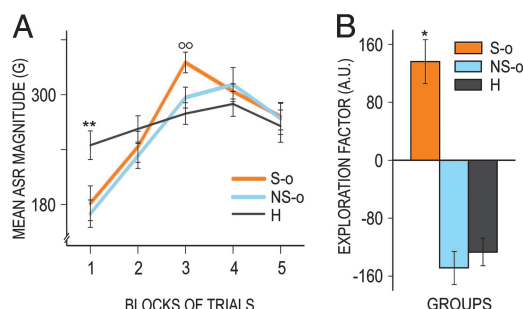 A
MEAN ASR MAGNITUDE (G)
300
180
**
oo
S-o
NS-o
H
1 2 3 4 5
BLOCKS OF TRIALS
B
EXPLORATION FACTOR (A.U.)
160
80
0
-80
-160
*
S-o
NS-o
H
GROUPS